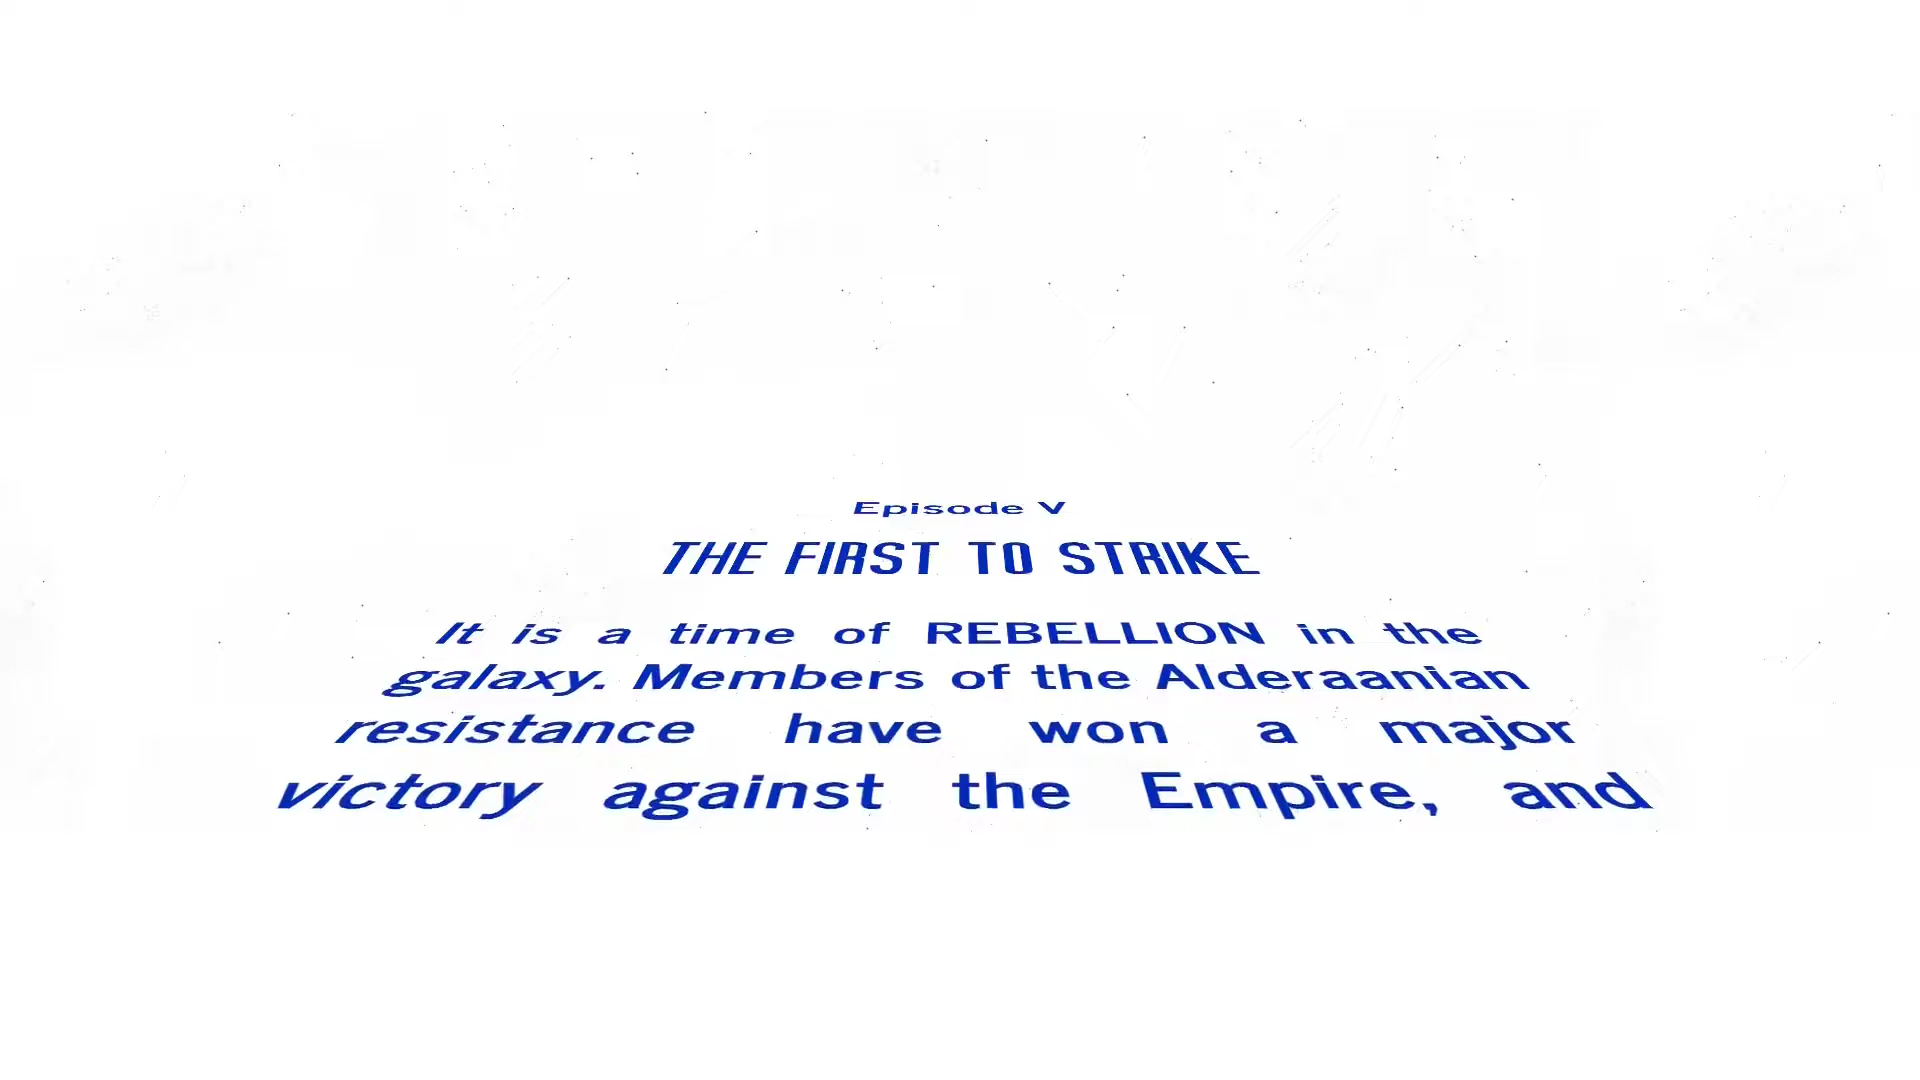 Episode V
THE FIRST TO STRIKE
It is a time of REBELLION in the
galaxy. Members of the Alderaanian
resistance have won a major
victory against the Empire, and